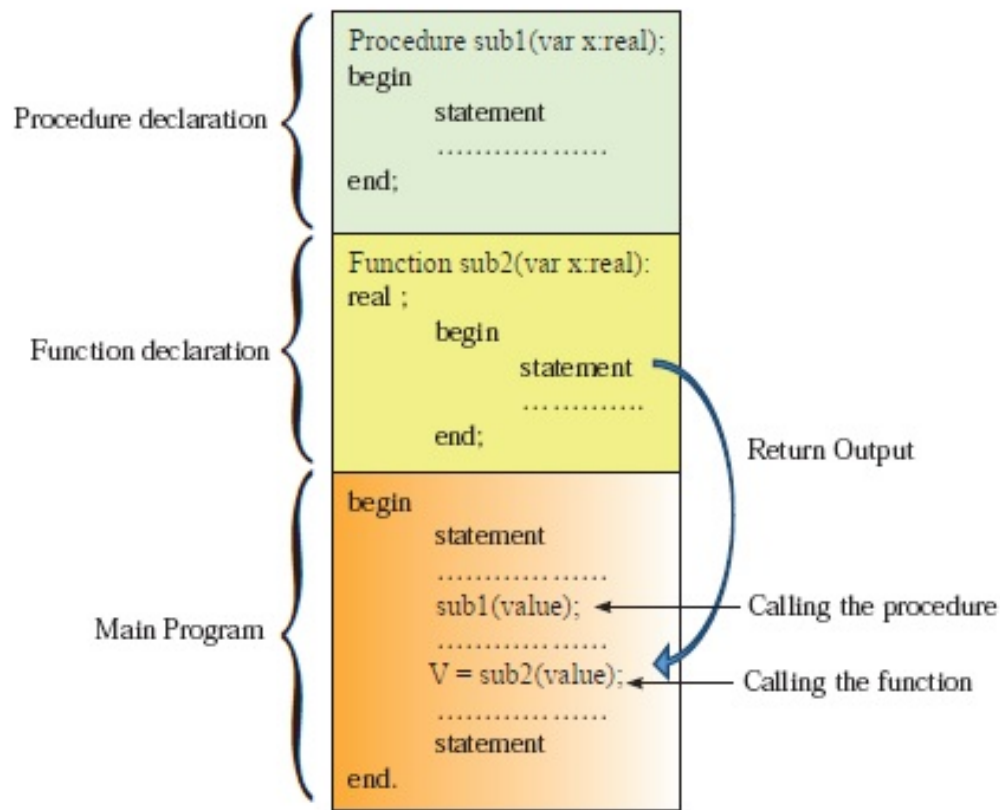 Procedure sub1(var x:real);
begin
statement
………………
end;
Procedure declaration
Function sub2(var x:real):
real ;
begin
statement
………….
end;
Function declaration
Return Output
begin
statement
………………
sub1(value);
Calling the procedure
………………
V = sub2(value);
Calling the function
………………
statement
end.
Main Program